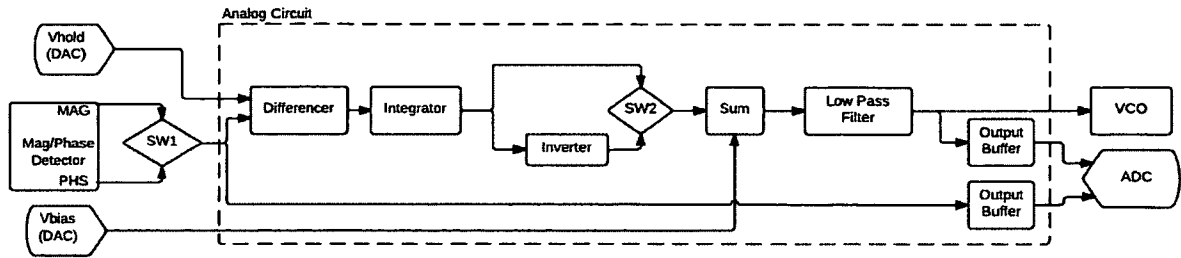 Analog Circuit
Vhold
(DAC)
MAG
Mag/Phase
Detector
PHS
SW1
Vbias
(DAC)
Differencer
Integrator
Inverter
SW2
Sum
Low Pass
Filter
Output
Buffer
Output
Buffer
VCO
ADC